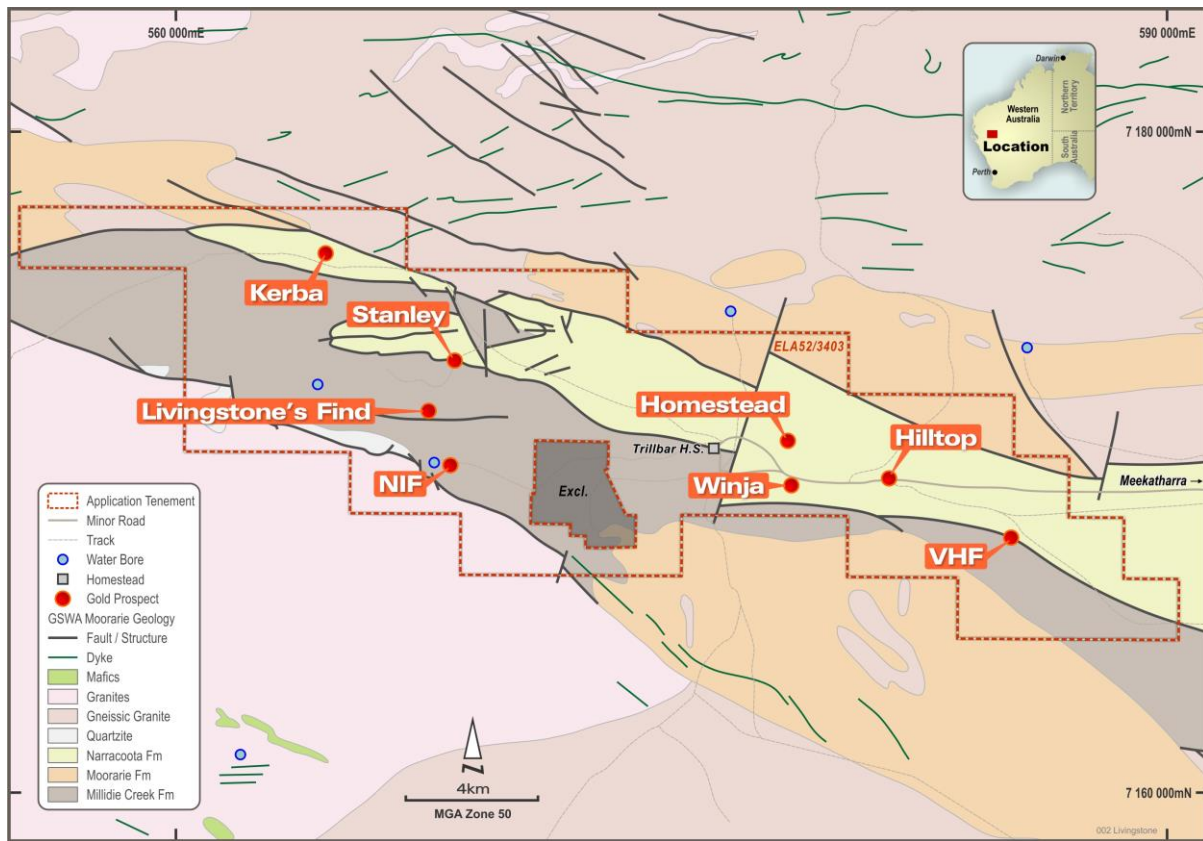 560 000mE
590 000mE
Darwin
Western
Australia
Northern
Territory
South
Australia
Location
Perth
7 180 000mN
Kerba
Stanley
ELA52/3403
Livingstone's Find
Homestead
Trillbar H.S.
Hilltop
NIF
Excl.
Winja
Meekatharra
VHF
Application Tenement
Minor Road
Track
Water Bore
Homestead
Gold Prospect
GSWA Moorarie Geology
Fault / Structure
Dyke
Mafics
Granites
Gneissic Granite
Quartzite
Narracoota Fm
Moorarie Fm
Millidie Creek Fm
N
4km
MGA Zone 50
7 160 000mN
002 Livingstone